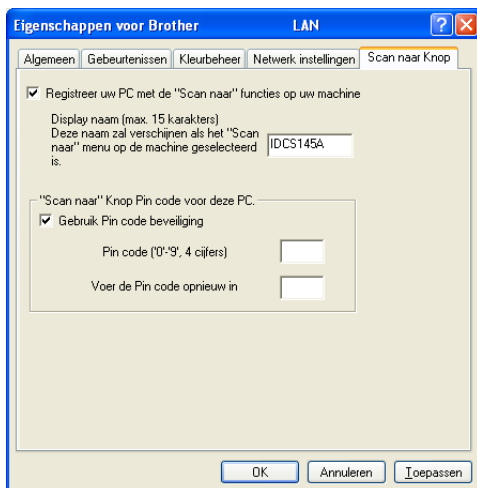 Eigenschappen voor Brother LAN
Algemeen Gebeurtenissen Kleurbeheer Netwerk instellingen Scan naar Knop
Registreer uw PC met de "Scan naar" functies op uw machine
Display naam (max. 15 karakters)
Deze naam zal verschijnen als het "Scan
naar" menu op de machine geselecteerd
is.
IDCS145A
"Scan naar" Knop Pin code voor deze PC.
Gebruik Pin code beveiliging
Pin code ('0'-'9', 4 cijfers)
Voer de Pin code opnieuw in
OK Annuleren Toepassen